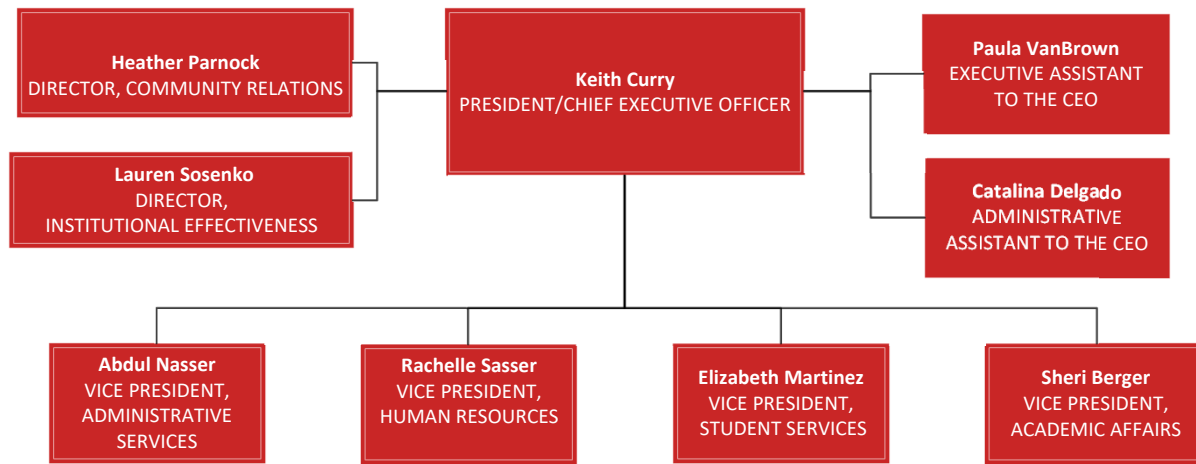 Heather Parnock
DIRECTOR, COMMUNITY RELATIONS
Keith Curry
PRESIDENT/CHIEF EXECUTIVE OFFICER
Paula VanBrown
EXECUTIVE ASSISTANT
TO THE CEO
Lauren Sosenko
DIRECTOR,
INSTITUTIONAL EFFECTIVENESS
Catalina Delgado
ADMINISTRATIVE
ASSISTANT TO THE CEO
Abdul Nasser
VICE PRESIDENT,
ADMINISTRATIVE
SERVICES
Rachelle Sasser
VICE PRESIDENT,
HUMAN RESOURCES
Elizabeth Martinez
VICE PRESIDENT,
STUDENT SERVICES
Sheri Berger
VICE PRESIDENT,
ACADEMIC AFFAIRS